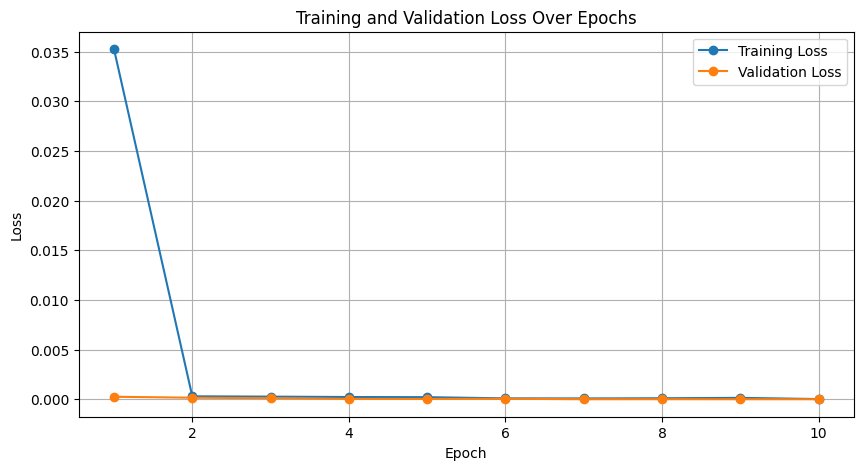 Training and Validation Loss Over Epochs
Training Loss
Validation Loss
Loss
0.035
0.030
0.025
0.020
0.015
0.010
0.005
0.000
2
4
6
8
10
Epoch